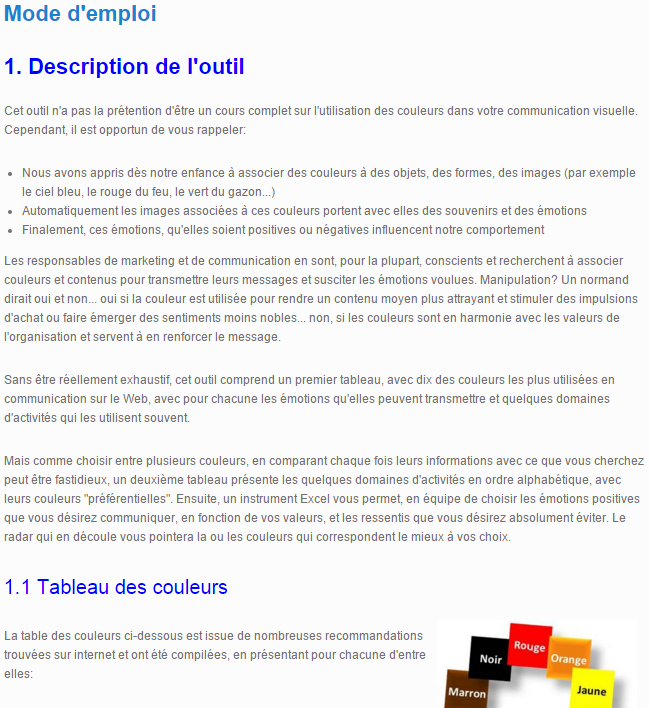 Mode d'emploi
1. Description de l'outil
Cet outil n'a pas la prétention d'être un cours complet sur l'utilisation des couleurs dans votre communication visuelle.
Cependant, il est opportun de vous rappeler:
Nous avons appris dès notre enfance à associer des couleurs à des objets, des formes, des images (par exemple
le ciel bleu, le rouge du feu, le vert du gazon...)
Automatiquement les images associées à ces couleurs portent avec elles des souvenirs et des émotions
Finalement, ces émotions, qu'elles soient positives ou négatives influencent notre comportement
Les responsables de marketing et de communication en sont, pour la plupart, conscients et recherchent à associer
couleurs et contenus pour transmettre leurs messages et susciter les émotions voulues. Manipulation? Un normand
dirait oui et non... oui si la couleur est utilisée pour rendre un contenu moyen plus attrayant et stimuler des impulsions
d'achat ou faire émerger des sentiments moins nobles... non, si les couleurs sont en harmonie avec les valeurs de
l'organisation et servent à en renforcer le message.
Sans être réellement exhaustif, cet outil comprend un premier tableau, avec dix des couleurs les plus utilisées en
communication sur le Web, avec pour chacune les émotions qu'elles peuvent transmettre et quelques domaines
d'activités qui les utilisent souvent.
Mais comme choisir entre plusieurs couleurs, en comparant chaque fois leurs informations avec ce que vous cherchez
peut être fastidieux, un deuxième tableau présente les quelques domaines d'activités en ordre alphabétique, avec
leurs couleurs "préférentielles". Ensuite, un instrument Excel vous permet, en équipe de choisir les émotions positives
que vous désirez communiquer, en fonction de vos valeurs, et les ressentis que vous désirez absolument éviter. Le
radar qui en découle vous pointera la ou les couleurs qui correspondent le mieux à vos choix.
1.1 Tableau des couleurs
La table des couleurs ci-dessous est issue de nombreuses recommandations
trouvées sur internet et ont été compilées, en présentant pour chacune d'entre
elles:
Rouge
Noir
Orange
Marron
Jaune